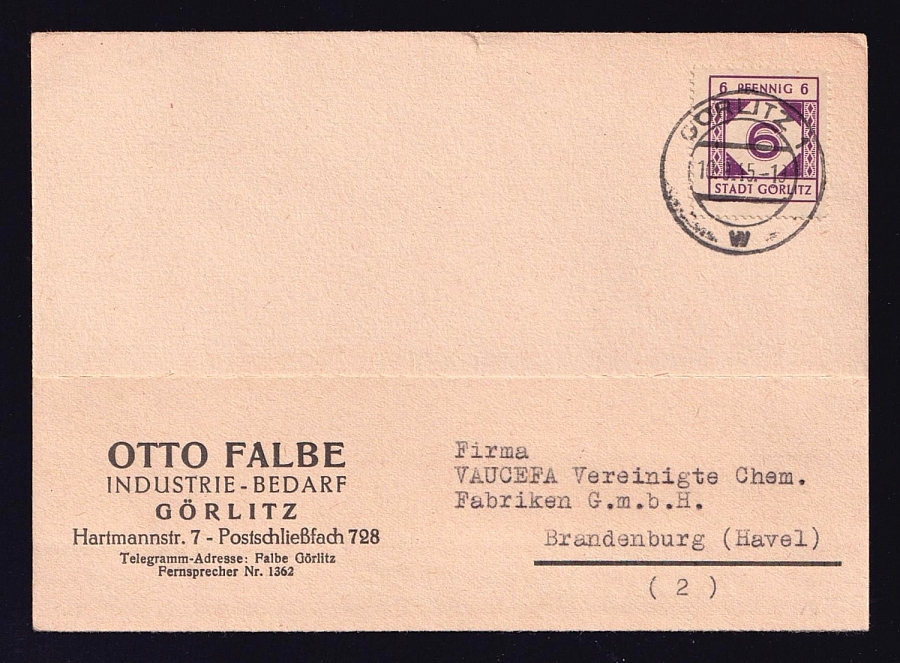 6 PFENNIG 6
GÖRLITZ 1
6
STADT GÖRLITZ
W
OTTO FALBE
INDUSTRIE-BEDARF
GÖRLITZ
Hartmannstr. 7 - Postschließfach 728
Telegramm-Adresse: Falbe Görlitz
Fernsprecher Nr. 1362
Firma
VAUCEFA Vereinigte Chem.
Fabriken G.m.b.H.
Brandenburg (Havel)
( 2 )